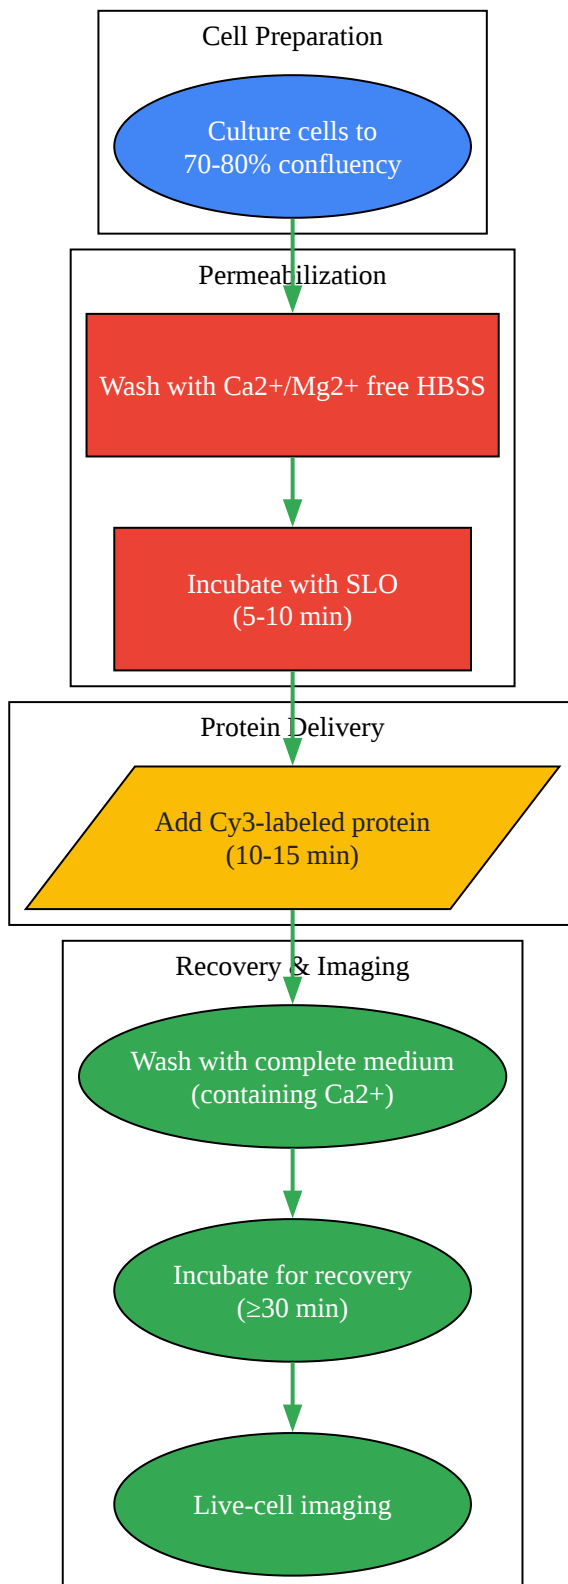 Cell Preparation
Culture cells to
70-80% confluency
Permeabilization
Wash with Ca2+/Mg2+ free HBSS
Incubate with SLO
(5-10 min)
Protein Delivery
Add Cy3-labeled protein
(10-15 min)
Recovery & Imaging
Wash with complete medium
(containing Ca2+)
Incubate for recovery
(≥30 min)
Live-cell imaging